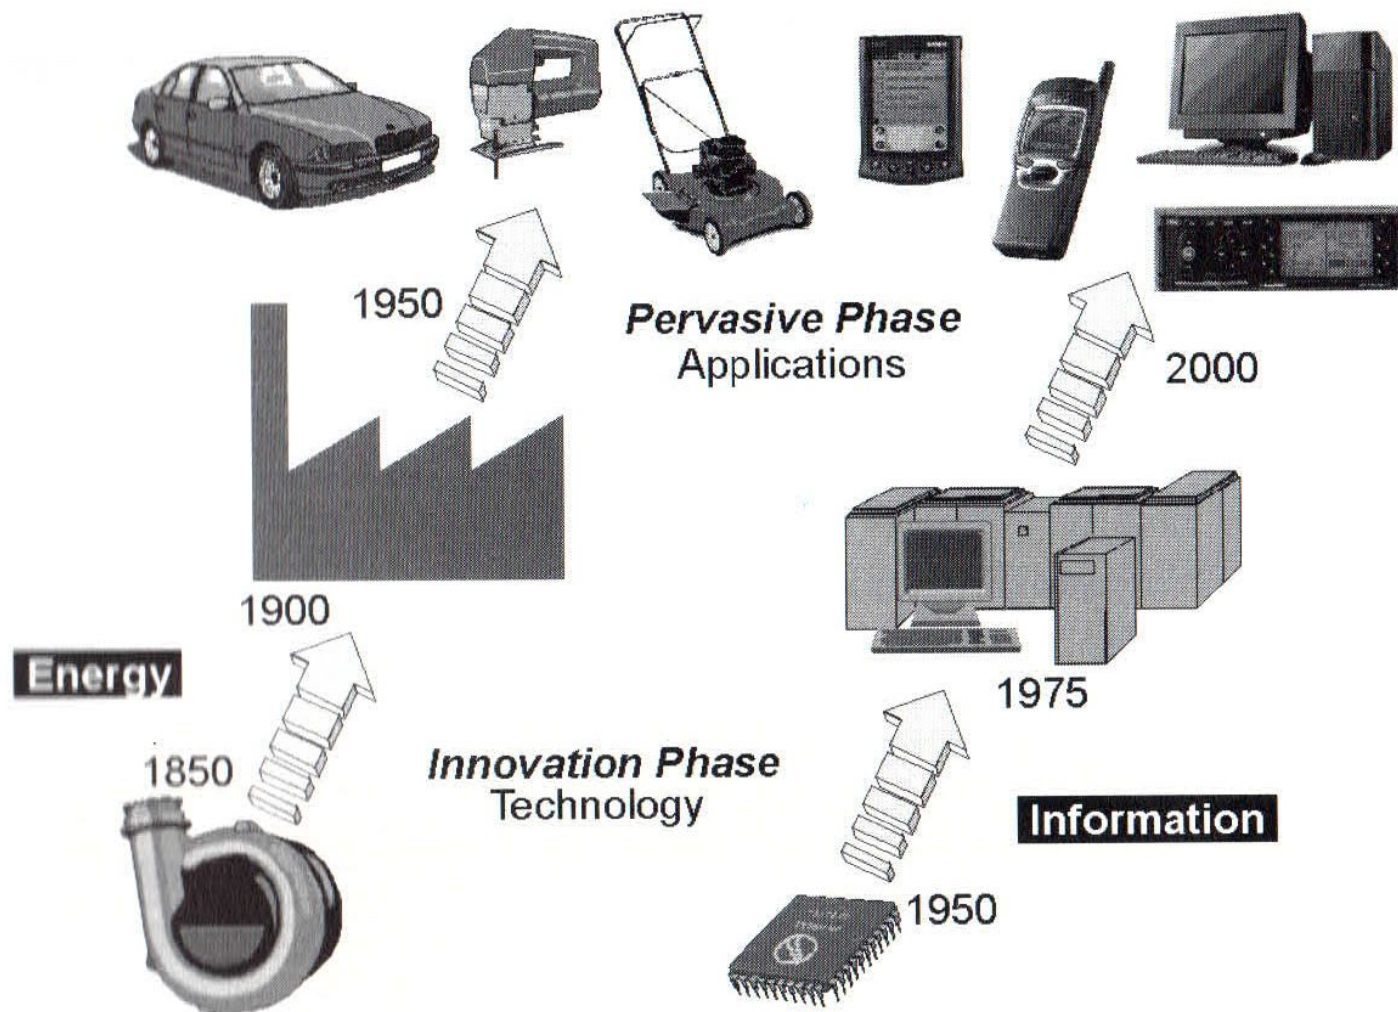 1950
Pervasive Phase
Applications
2000
1900
Energy
1975
1850
Innovation Phase
Technology
Information
1950